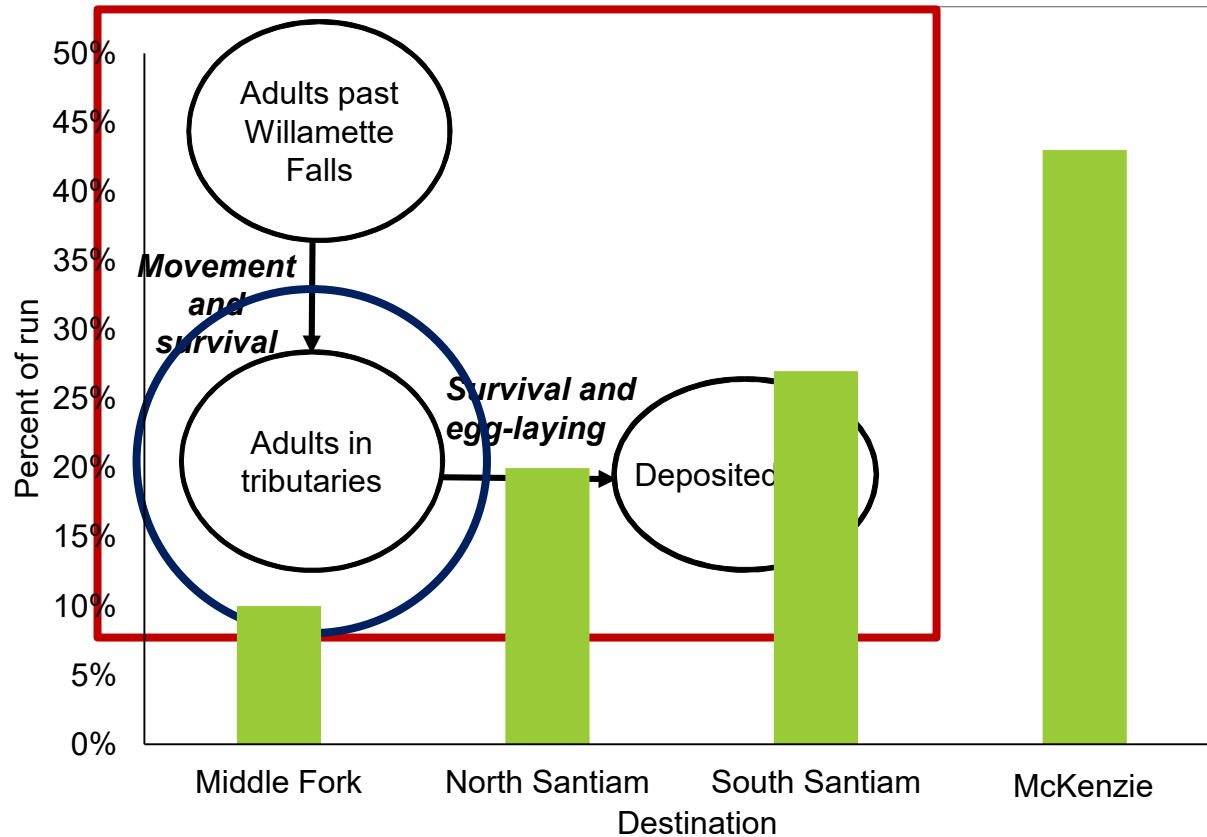 50%
45%
40%
35%
30%
25%
20%
15%
10%
5%
0%
Percent of run
Adults past
Willamette
Falls
Movement
and
survival
Adults in
tributaries
Survival and
egg-laying
Deposited
Middle Fork
North Santiam
South Santiam
McKenzie
Destination